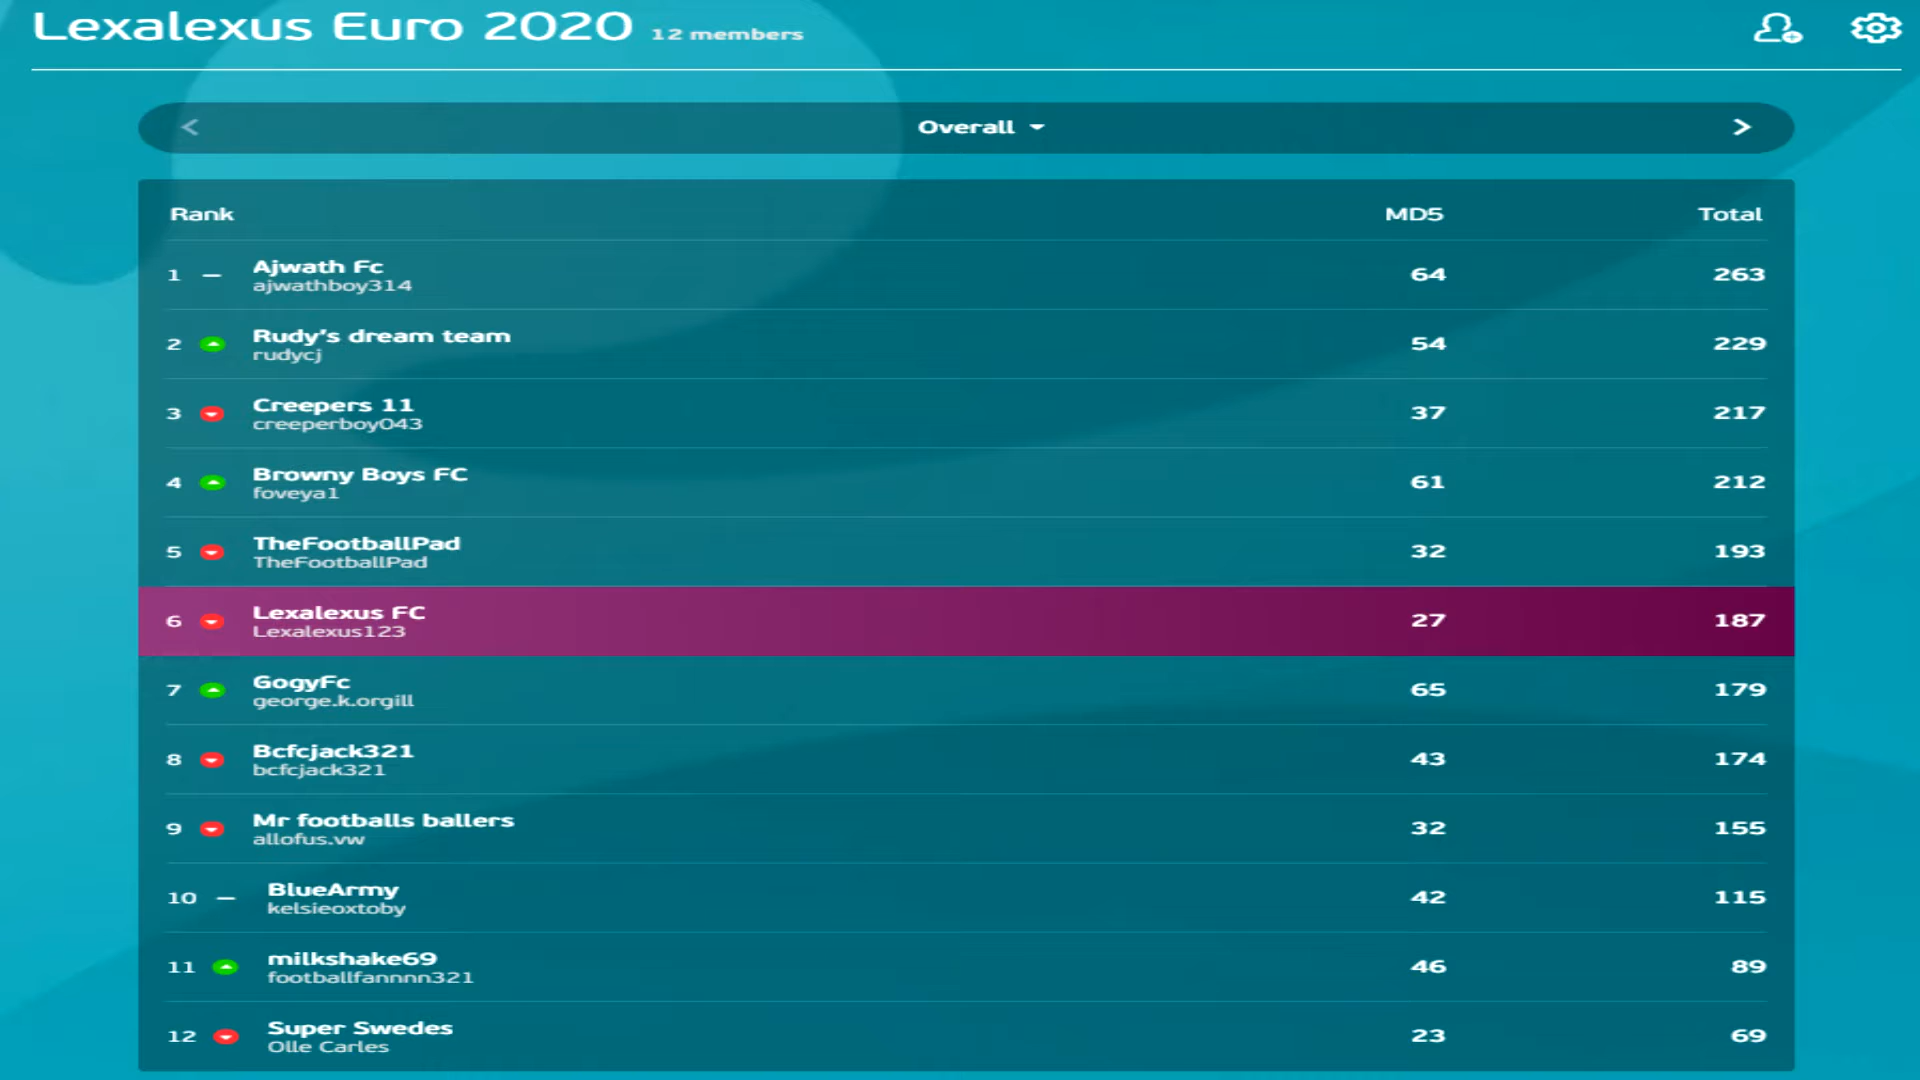 Lexalexus Euro 2020 12 members
Overall
Rank MD5 Total
1 Ajwath Fc 64 263
ajwathboy314
2 Rudy's dream team 54 229
rudycj
3 Creepers 11 37 217
creeperboy043
4 Browny Boys FC 61 212
foveya1
5 TheFootballPad 32 193
TheFootballPad
6 Lexalexus FC 27 187
Lexalexus123
7 GogyFc 65 179
george.k.orgill
8 Bcfcjack321 43 174
bcfcjack321
9 Mr footballs ballers 32 155
allofus.vw
10 BlueArmy 42 115
kelsieoxtoby
11 milkshake69 46 89
footballfannnn321
12 Super Swedes 23 69
Olle Carles